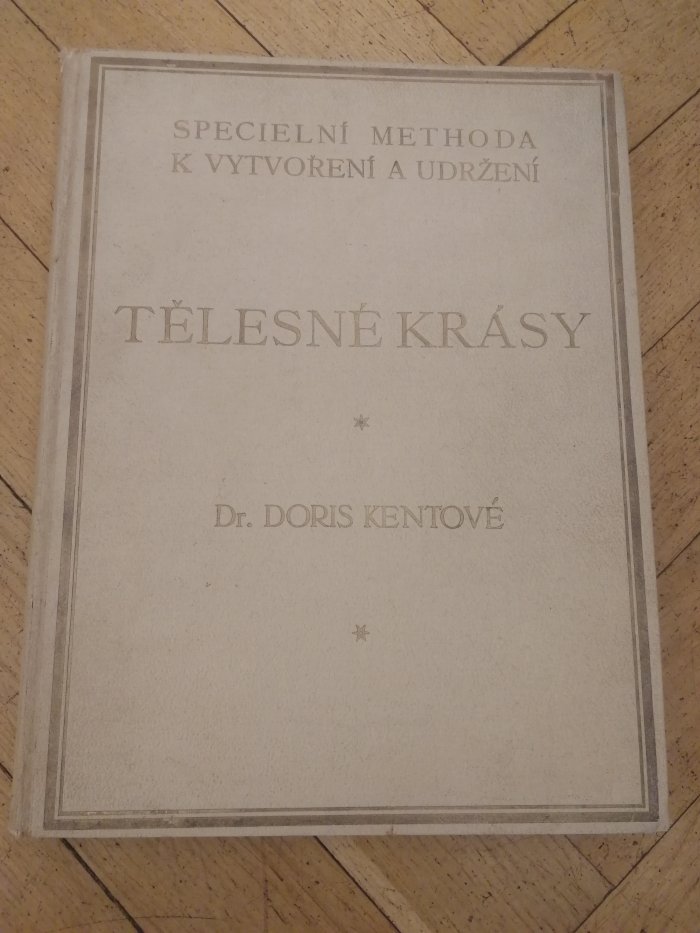 SPECIELNÍ METHODA
K VYTVOŘENÍ A UDRŽENÍ
TĚLESNÉ KRÁSY
Dr. DORIS KENTOVÉ